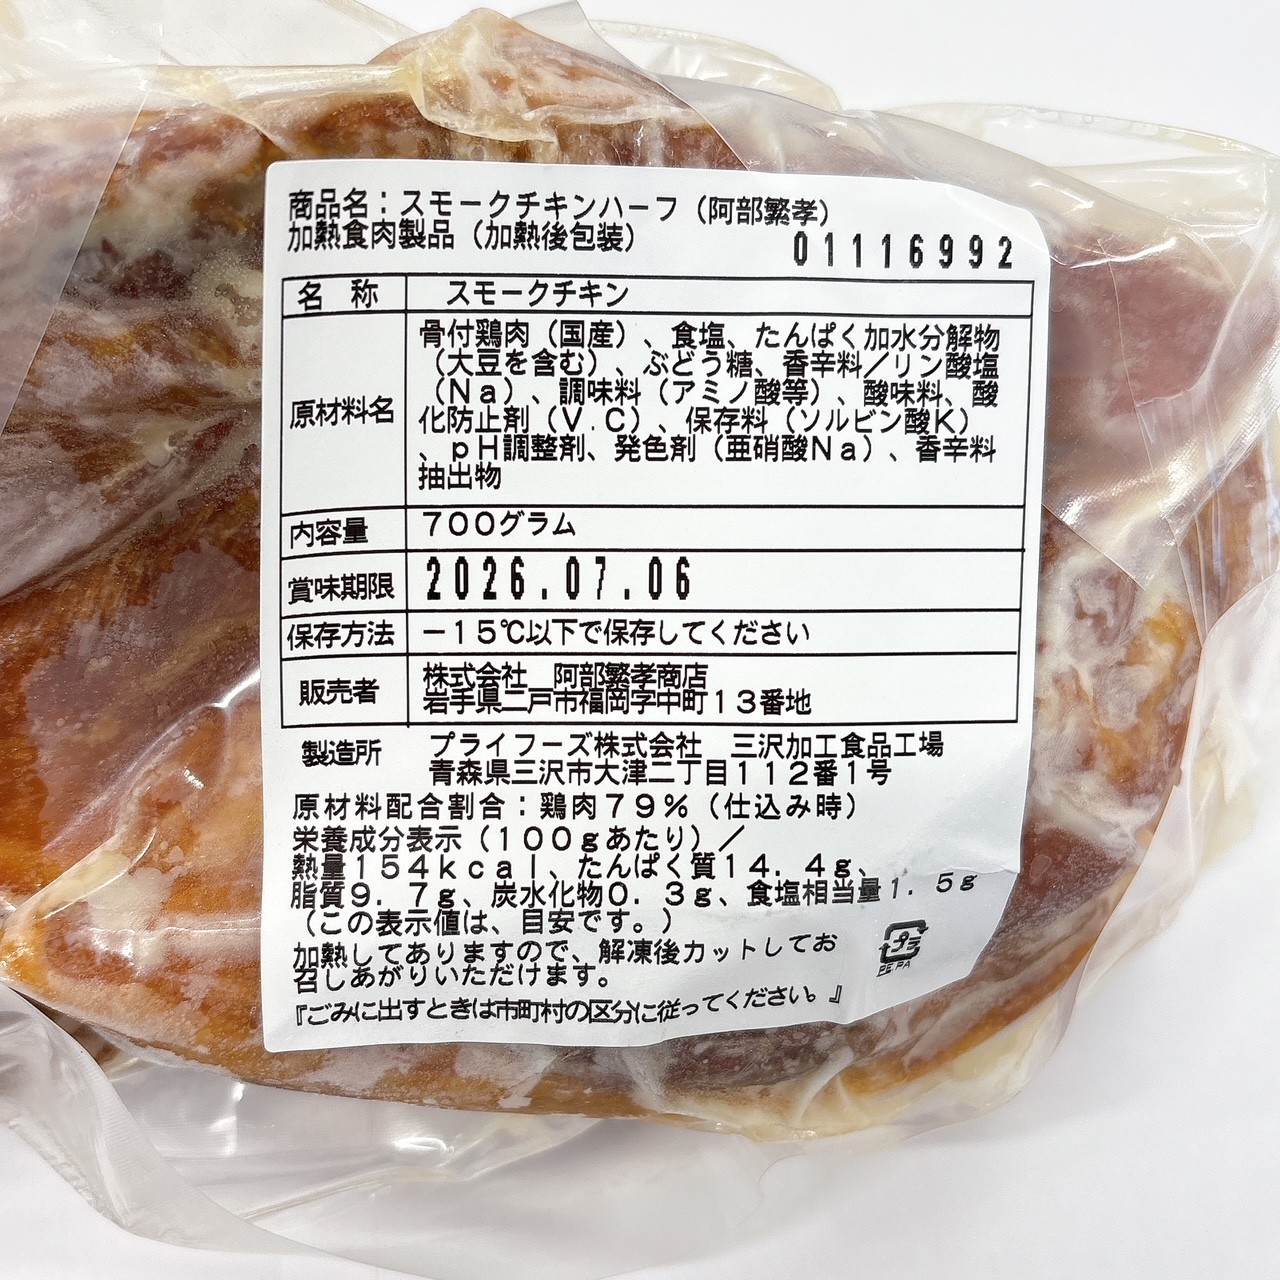 商品名：スモークチキンハーフ（阿部繁孝）
加熱食肉製品（加熱後包装）
01116992
名　称　スモークチキン
原材料名
骨付鶏肉（国産）、食塩、たんぱく加水分解物
（大豆を含む）、ぶどう糖、香辛料／リン酸塩
（Ｎａ）、調味料（アミノ酸等）、酸味料、酸
化防止剤（Ｖ.Ｃ）、保存料（ソルビン酸Ｋ）
、ｐＨ調整剤、発色剤（亜硝酸Ｎａ）、香辛料
抽出物
内容量　７００グラム
賞味期限　2026.07.06
保存方法　－１５℃以下で保存してください
販売者　株式会社　阿部繁孝商店
岩手県二戸市福岡字中町１３番地
製造所　プライフーズ株式会社　三沢加工食品工場
青森県三沢市大津二丁目１１２番１号
原材料配合割合：鶏肉７９％（仕込み時）
栄養成分表示（１００ｇあたり）／
熱量１５４ｋｃａｌ、たんぱく質１４．４ｇ、
脂質９．７ｇ、炭水化物０．３ｇ、食塩相当量１．５ｇ
（この表示値は、目安です。）
加熱してありますので、解凍後カットしてお
召しあがりいただけます。
『ごみに出すときは市町村の区分に従ってください。』
プラ
PE,PA